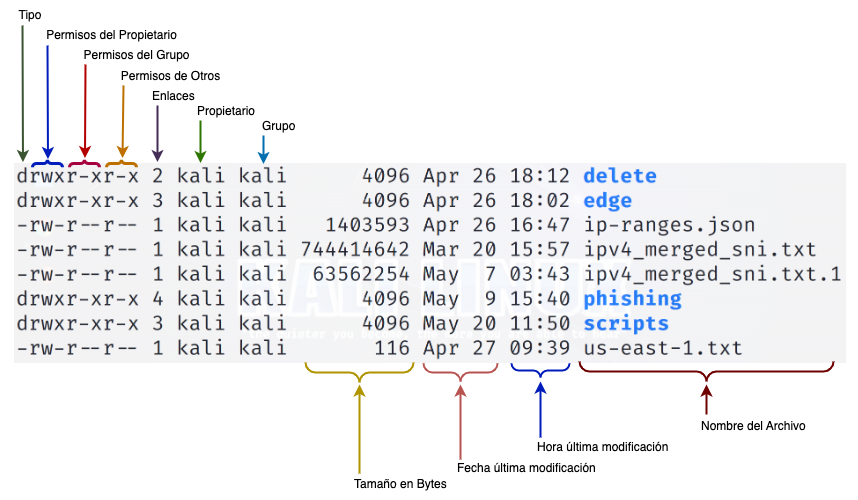 Tipo
Permisos del Propietario
Permisos del Grupo
Permisos de Otros
Enlaces
Propietario
Grupo
drwxr-xr-x 2 kali kali 4096 Apr 26 18:12 delete
drwxr-xr-x 3 kali kali 4096 Apr 26 18:02 edge
-rw-r--r-- 1 kali kali 1403593 Apr 26 16:47 ip-ranges.json
-rw-r--r-- 1 kali kali 744414642 Mar 20 15:57 ipv4_merged_sni.txt
-rw-r--r-- 1 kali kali 63562254 May 7 03:43 ipv4_merged_sni.txt.1
drwxr-xr-x 4 kali kali 4096 May 9 15:40 phishing
drwxr-xr-x 3 kali kali 4096 May 20 11:50 scripts
-rw-r--r-- 1 kali kali 116 Apr 27 09:39 us-east-1.txt
Nombre del Archivo
Hora última modificación
Fecha última modificación
Tamaño en Bytes